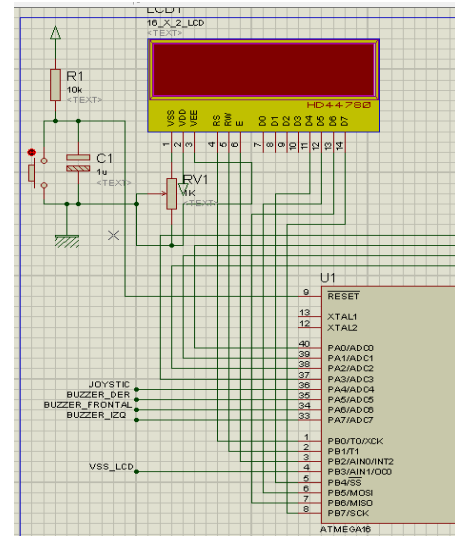 LCD1
16_X_2_LCD
<TEXT>
R1
10k
<TEXT>
HD44780
VSS
VDD
VEE
RS
RW
E
D0
D1
D2
D3
D4
D5
D6
D7
1
2
3
4
5
6
7
8
9
10
11
12
13
14
C1
1u
<TEXT>
RV1
1K
<TEXT>
U1
9 RESET
13 XTAL1
12 XTAL2
40 PA0/ADC0
39 PA1/ADC1
38 PA2/ADC2
37 PA3/ADC3
JOYSTIC 36 PA4/ADC4
BUZZER_DER 35 PA5/ADC5
BUZZER_FRONTAL 34 PA6/ADC6
BUZZER_IZQ 33 PA7/ADC7
1 PB0/T0/XCK
2 PB1/T1
3 PB2/AIN0/INT2
VSS_LCD 4 PB3/AIN1/OC0
5 PB4/SS
6 PB5/MOSI
7 PB6/MISO
8 PB7/SCK
ATMEGA16